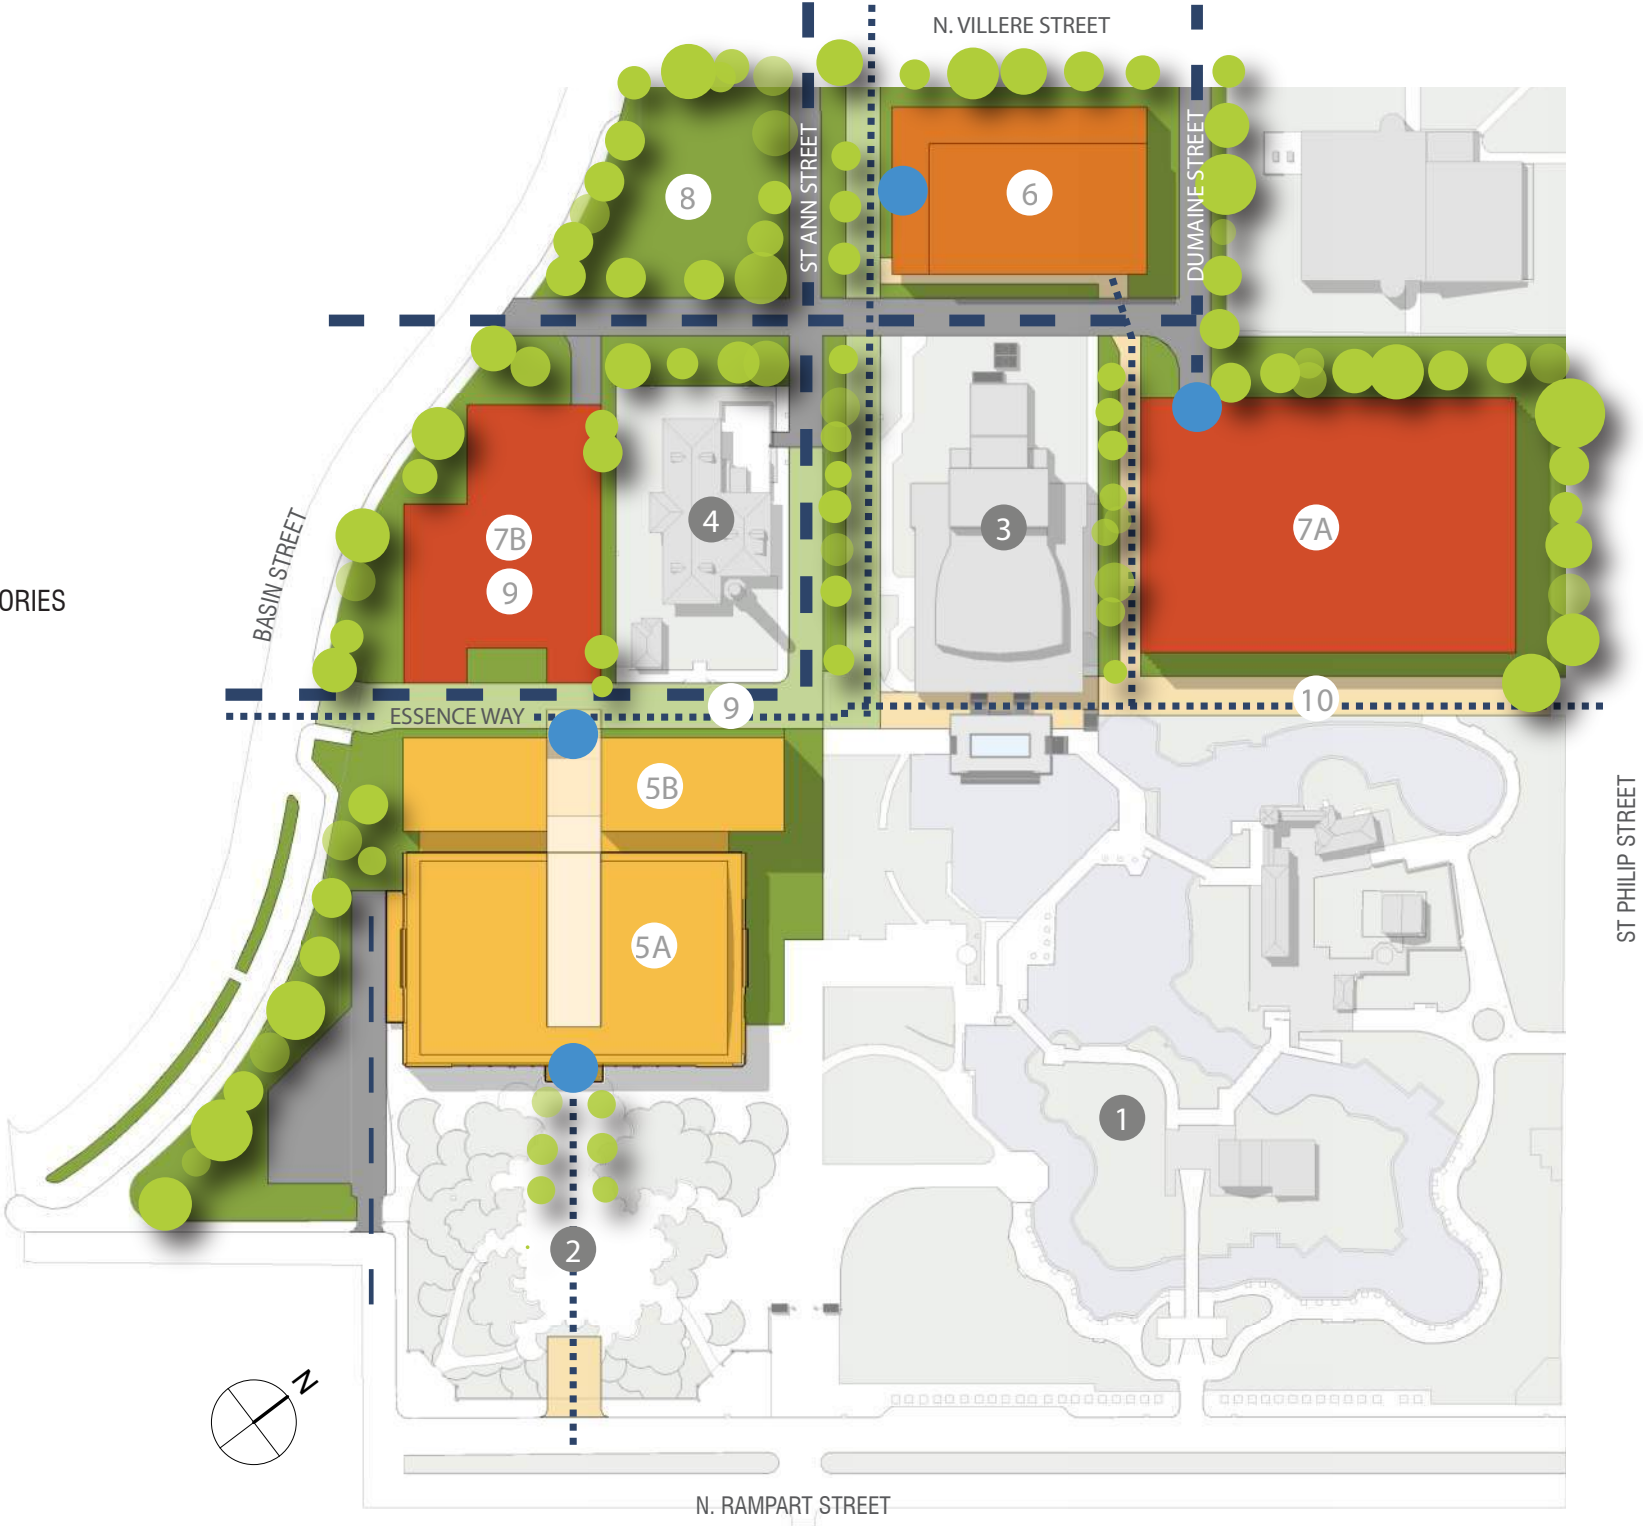 N. VILLERE STREET
ST ANN STREET
DUMAINE STREET
8
6
4
3
7B
9
7A
ORIES
BASIN STREET
9
10
ESSENCE WAY
5B
5A
ST PHILIP STREET
1
2
N
N. RAMPART STREET